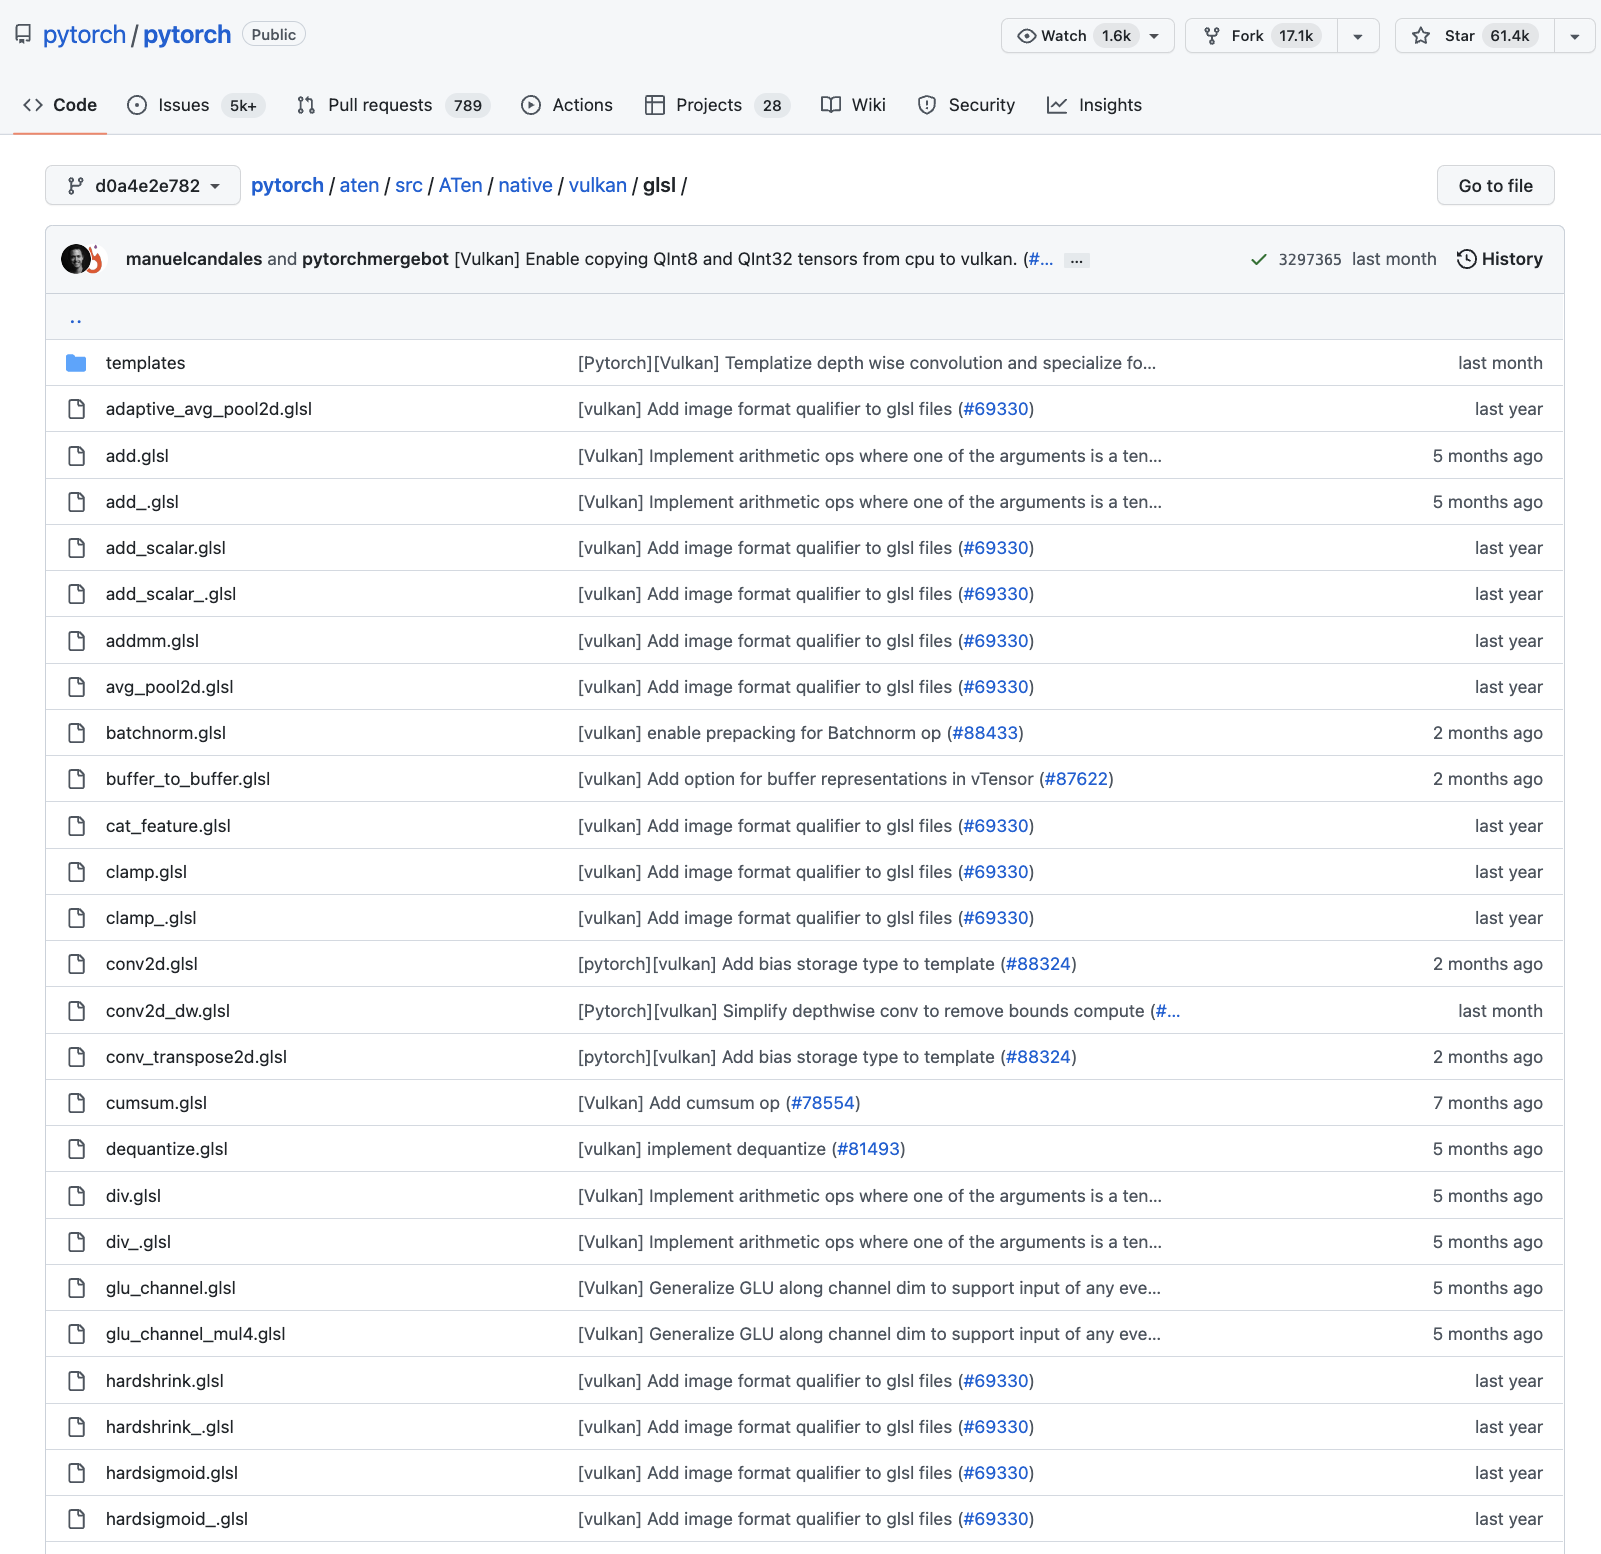 pytorch / pytorch Public Watch 1.6k Fork 17.1k Star 61.4k
Code Issues 5k+ Pull requests 789 Actions Projects 28 Wiki Security Insights
d0a4e2e782 pytorch / aten / src / ATen / native / vulkan / glsl / Go to file
manuelcandales and pytorchmergebot [Vulkan] Enable copying QInt8 and QInt32 tensors from cpu to vulkan. (#... ... 3297365 last month History
..
templates [Pytorch][Vulkan] Templatize depth wise convolution and specialize fo... last month
adaptive_avg_pool2d.glsl [vulkan] Add image format qualifier to glsl files (#69330) last year
add.glsl [Vulkan] Implement arithmetic ops where one of the arguments is a ten... 5 months ago
add_.glsl [Vulkan] Implement arithmetic ops where one of the arguments is a ten... 5 months ago
add_scalar.glsl [vulkan] Add image format qualifier to glsl files (#69330) last year
add_scalar_.glsl [vulkan] Add image format qualifier to glsl files (#69330) last year
addmm.glsl [vulkan] Add image format qualifier to glsl files (#69330) last year
avg_pool2d.glsl [vulkan] Add image format qualifier to glsl files (#69330) last year
batchnorm.glsl [vulkan] enable prepacking for Batchnorm op (#88433) 2 months ago
buffer_to_buffer.glsl [vulkan] Add option for buffer representations in vTensor (#87622) 2 months ago
cat_feature.glsl [vulkan] Add image format qualifier to glsl files (#69330) last year
clamp.glsl [vulkan] Add image format qualifier to glsl files (#69330) last year
clamp_.glsl [vulkan] Add image format qualifier to glsl files (#69330) last year
conv2d.glsl [pytorch][vulkan] Add bias storage type to template (#88324) 2 months ago
conv2d_dw.glsl [Pytorch][vulkan] Simplify depthwise conv to remove bounds compute (#... last month
conv_transpose2d.glsl [pytorch][vulkan] Add bias storage type to template (#88324) 2 months ago
cumsum.glsl [Vulkan] Add cumsum op (#78554) 7 months ago
dequantize.glsl [vulkan] implement dequantize (#81493) 5 months ago
div.glsl [Vulkan] Implement arithmetic ops where one of the arguments is a ten... 5 months ago
div_.glsl [Vulkan] Implement arithmetic ops where one of the arguments is a ten... 5 months ago
glu_channel.glsl [Vulkan] Generalize GLU along channel dim to support input of any eve... 5 months ago
glu_channel_mul4.glsl [Vulkan] Generalize GLU along channel dim to support input of any eve... 5 months ago
hardshrink.glsl [vulkan] Add image format qualifier to glsl files (#69330) last year
hardshrink_.glsl [vulkan] Add image format qualifier to glsl files (#69330) last year
hardsigmoid.glsl [vulkan] Add image format qualifier to glsl files (#69330) last year
hardsigmoid_.glsl [vulkan] Add image format qualifier to glsl files (#69330) last year